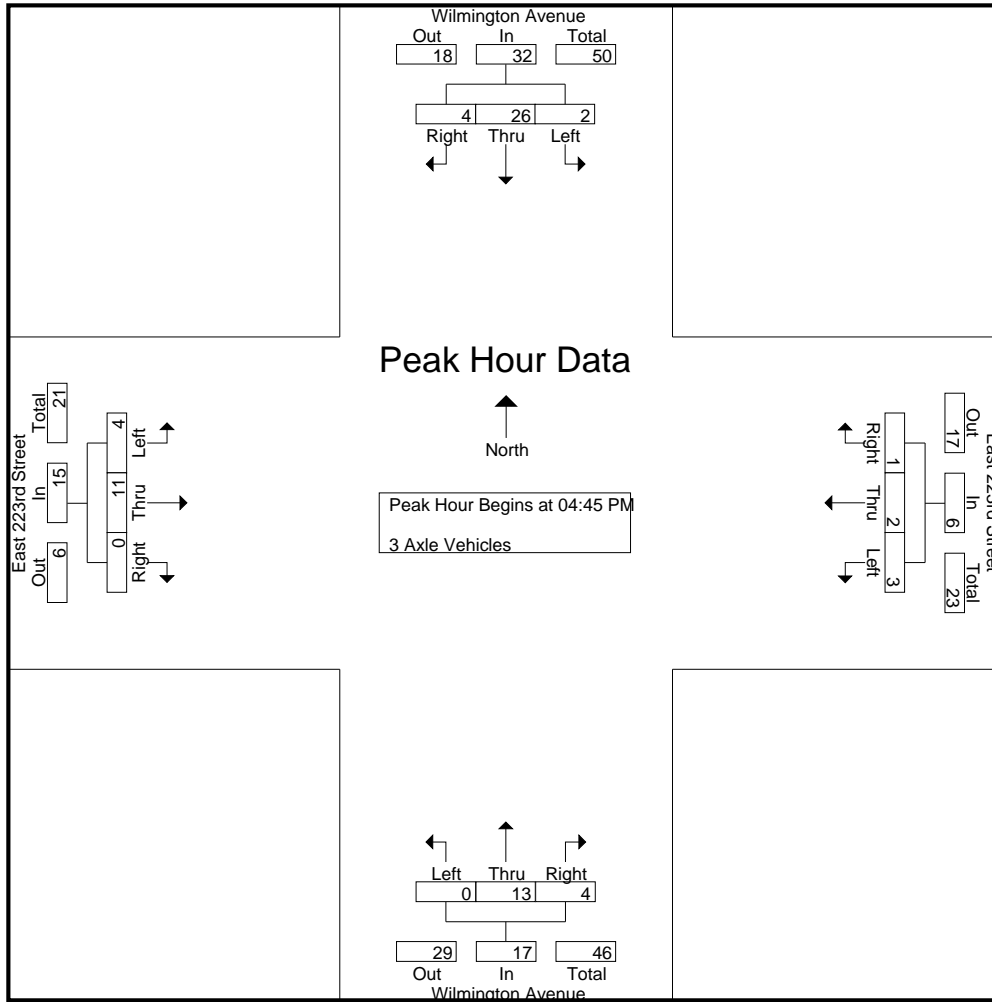 Wilmington Avenue
Out In Total
18 32 50
4 26 2
Right Thru Left
Peak Hour Data
North
Peak Hour Begins at 04:45 PM
3 Axle Vehicles
East 223rd Street
Out In Total
6 15 21
Left Thru Right
4 11 0
East 223rd Street
Out In Total
17 6 23
Right Thru Left
1 2 3
Left Thru Right
0 13 4
29 17 46
Out In Total
Wilmington Avenue